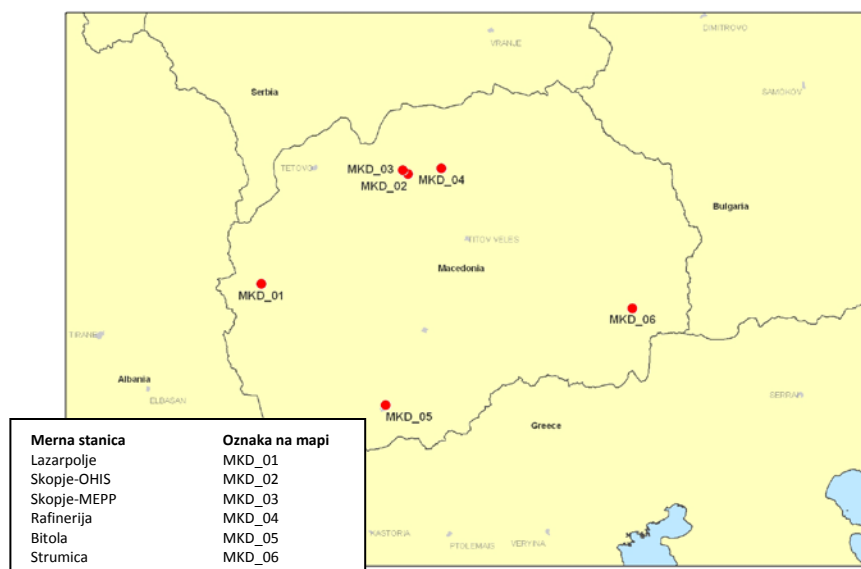 DIMITROVO
VRANJE
Serbia
SAMOKOV
TETOVO
MKD_03
MKD_02
MKD_04
Bulgaria
TITOV VELES
Macedonia
MKD_01
MKD_06
TIRANE
Albania
ELBASAN
SERRAI
MKD_05
Greece
Merna stanica Oznaka na mapi
Lazarpolje MKD_01
Skopje-OHIS MKD_02
Skopje-MEPP MKD_03
Rafinerija MKD_04
Bitola MKD_05
Strumica MKD_06
KASTORJA
PTOLEMAIS
VERYINA